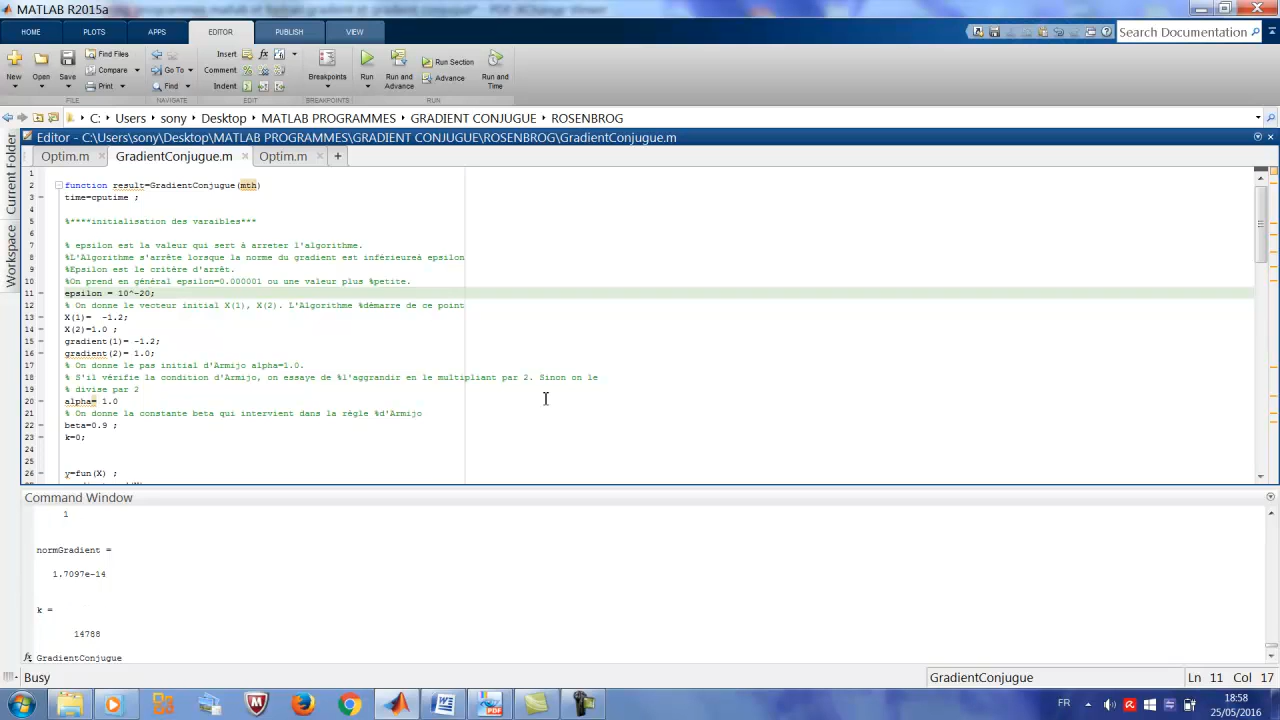 MATLAB R2015a
HOME PLOTS APPS EDITOR PUBLISH VIEW
Search Documentation
New Open Save Find Files Compare Print Go To Find Insert Comment Indent Breakpoints Run Run and Advance Run Section Advance Run and Time
FILE NAVIGATE EDIT BREAKPOINTS RUN
C: Users sony Desktop MATLAB PROGRAMMES GRADIENT CONJUGUE ROSENBROG
Editor - C:\Users\sony\Desktop\MATLAB PROGRAMMES\GRADIENT CONJUGUE\ROSENBROG\GradientConjugue.m
Optim.m GradientConjugue.m Optim.m
Current Folder
Workspace
1
2 function result=GradientConjugue(mth)
3 time=cputime ;
4
5 %****initialisation des varaibles***
6
7 % epsilon est la valeur qui sert à arreter l'algorithme.
8 %L'Algorithme s'arrête lorsque la norme du gradient est inférieureà epsilon
9 %Epsilon est le critère d'arrêt.
10 %On prend en général epsilon=0.000001 ou une valeur plus %petite.
11 epsilon = 10^-20;
12 % On donne le vecteur initial X(1), X(2). L'Algorithme %démarre de ce point
13 X(1)= -1.2;
14 X(2)=1.0 ;
15 gradient(1)= -1.2;
16 gradient(2)= 1.0;
17 % On donne le pas initial d'Armijo alpha=1.0.
18 % S'il vérifie la condition d'Armijo, on essaye de %l'aggrandir en le multipliant par 2. Sinon on le
19 % divise par 2
20 alpha= 1.0
21 % On donne la constante beta qui intervient dans la règle %d'Armijo
22 beta=0.9 ;
23 k=0;
24
25
26 y=fun(X) ;
Command Window
1
normGradient =
1.7097e-14
k =
14788
fx GradientConjugue
Busy GradientConjugue Ln 11 Col 17
FR 18:58
25/05/2016